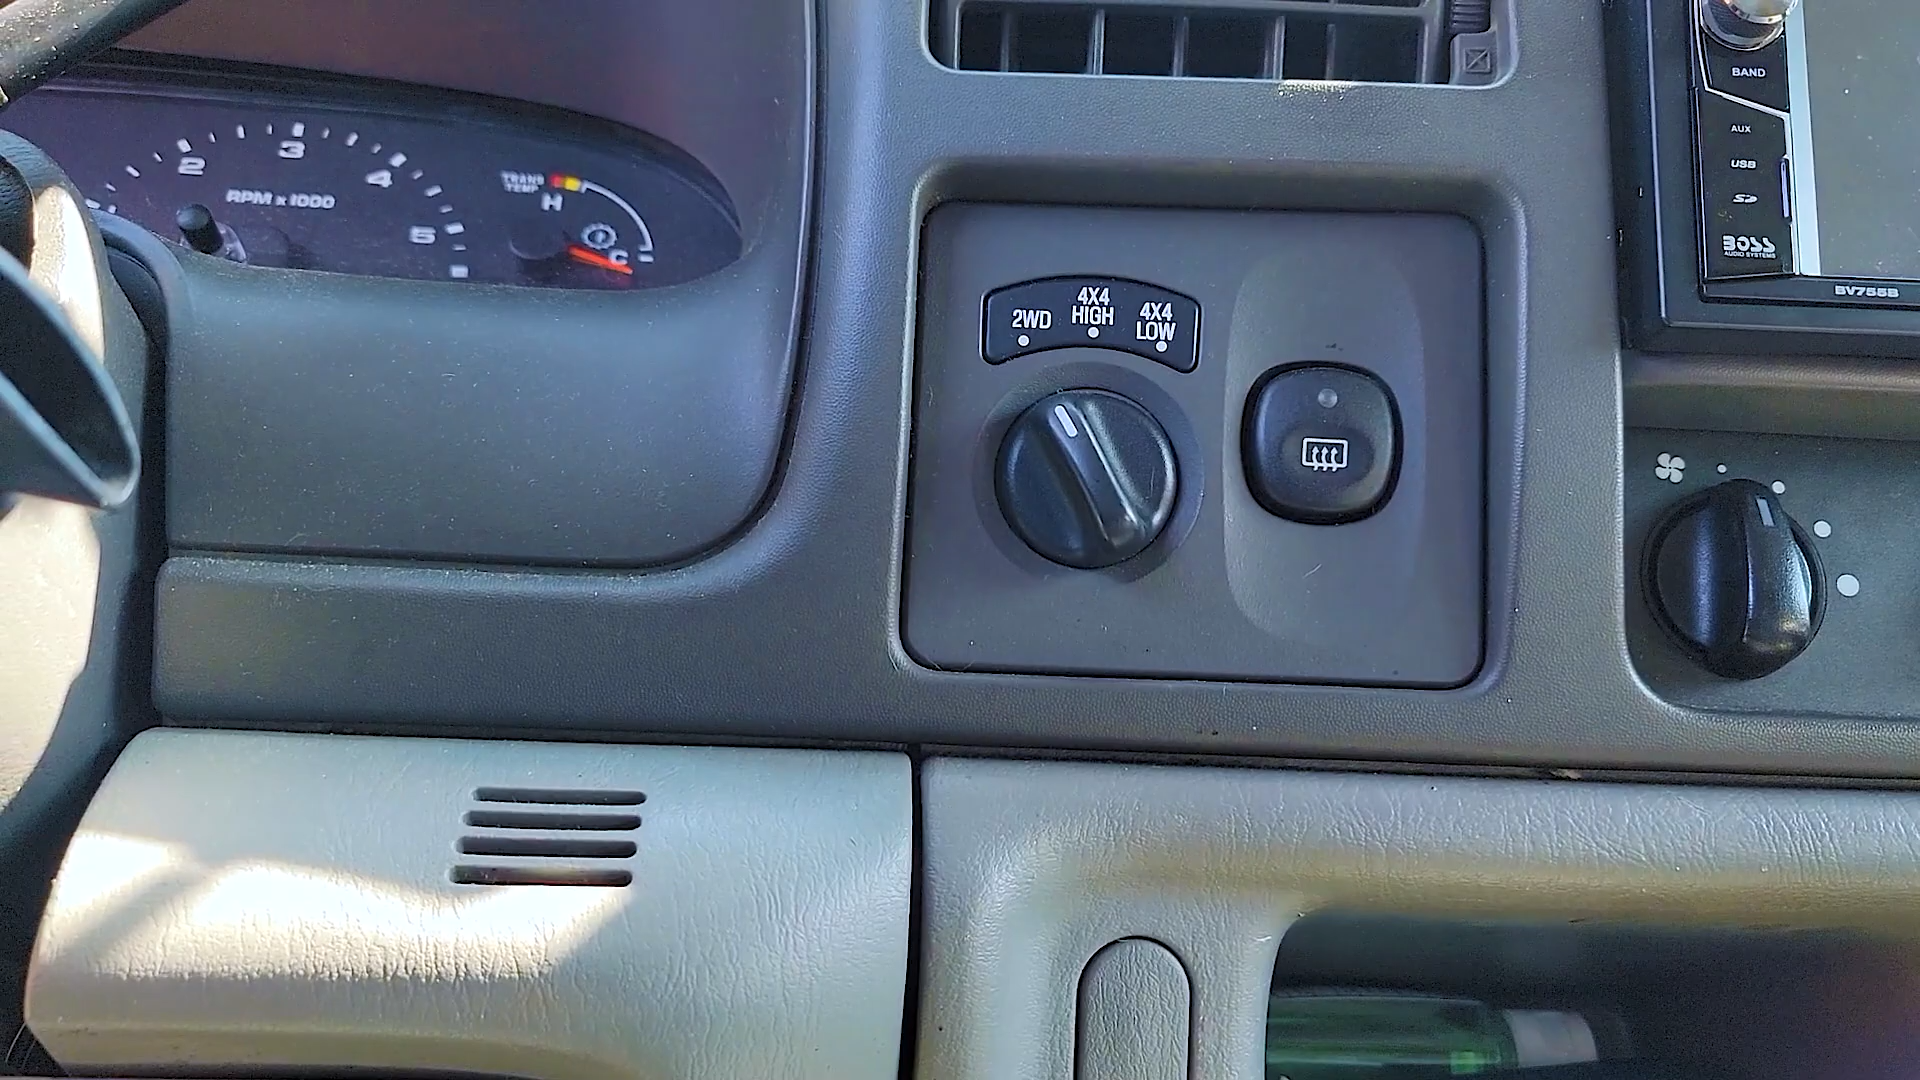 2
3
4
5
RPM x 1000
TRANS
TEMP
H
C
2WD
4X4
HIGH
4X4
LOW
BAND
AUX
USB
BOSS
AUDIO SYSTEMS
BV755B